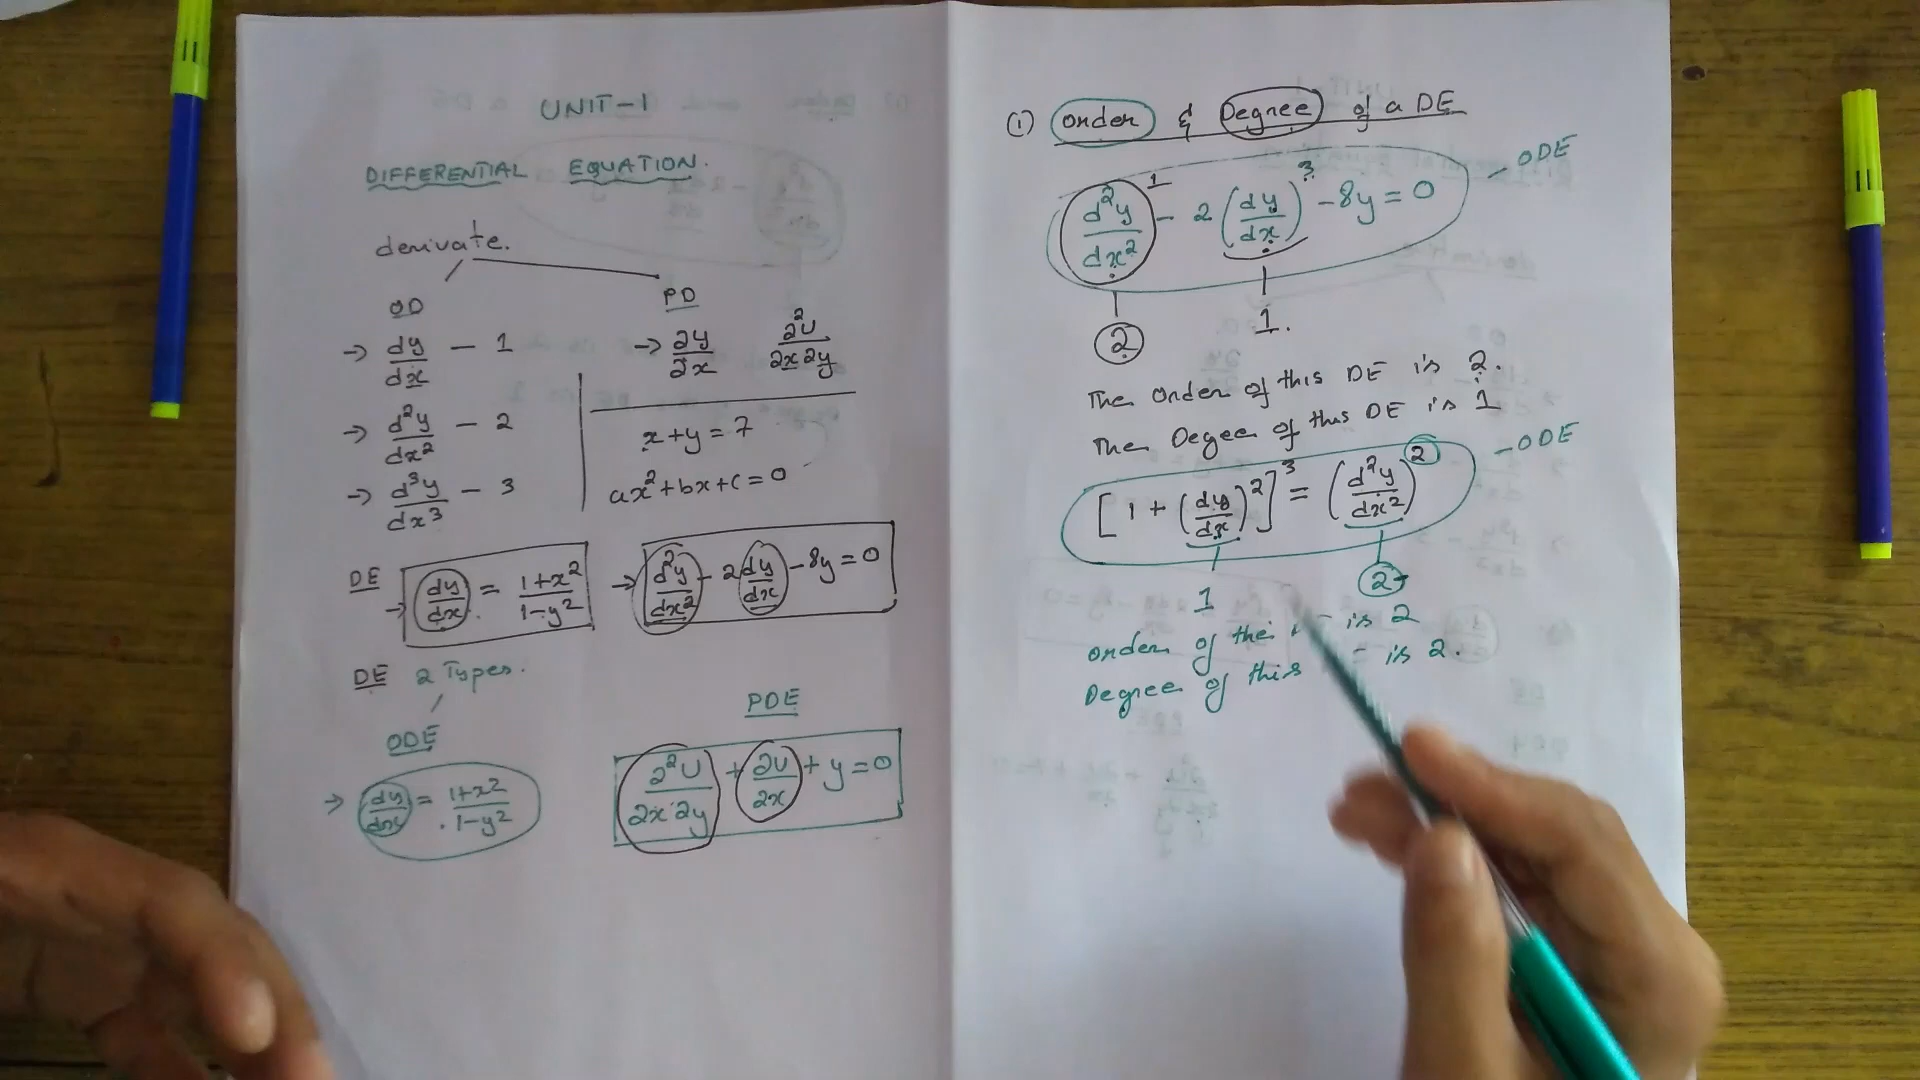 UNIT-1
DIFFERENTIAL EQUATION.
derivate.
OD PD
→ dy/dx - 1 → ∂y/∂x ∂²U/∂x∂y
→ d²y/dx² - 2 x+y=7
→ d³y/dx³ - 3 ax²+bx+c=0
DE → dy/dx = 1+x²/1-y² → d²y/dx² - 2dy/dx - 8y=0
DE 2 Types.
ODE PDE
→ dy/dx = 1+x²/1-y² ∂²U/∂x∂y + ∂U/∂x + y=0
① Order & Degree of a DE
d²y/dx² ¹ - 2(dy/dx)³ - 8y=0 - ODE
② 1.
The Order of this DE is 2.
The Degee of this DE is 1
[1+(dy/dx)²]³ = (d²y/dx²)² - ODE
1 ②
Order of the is 2
Degree of this is 2.